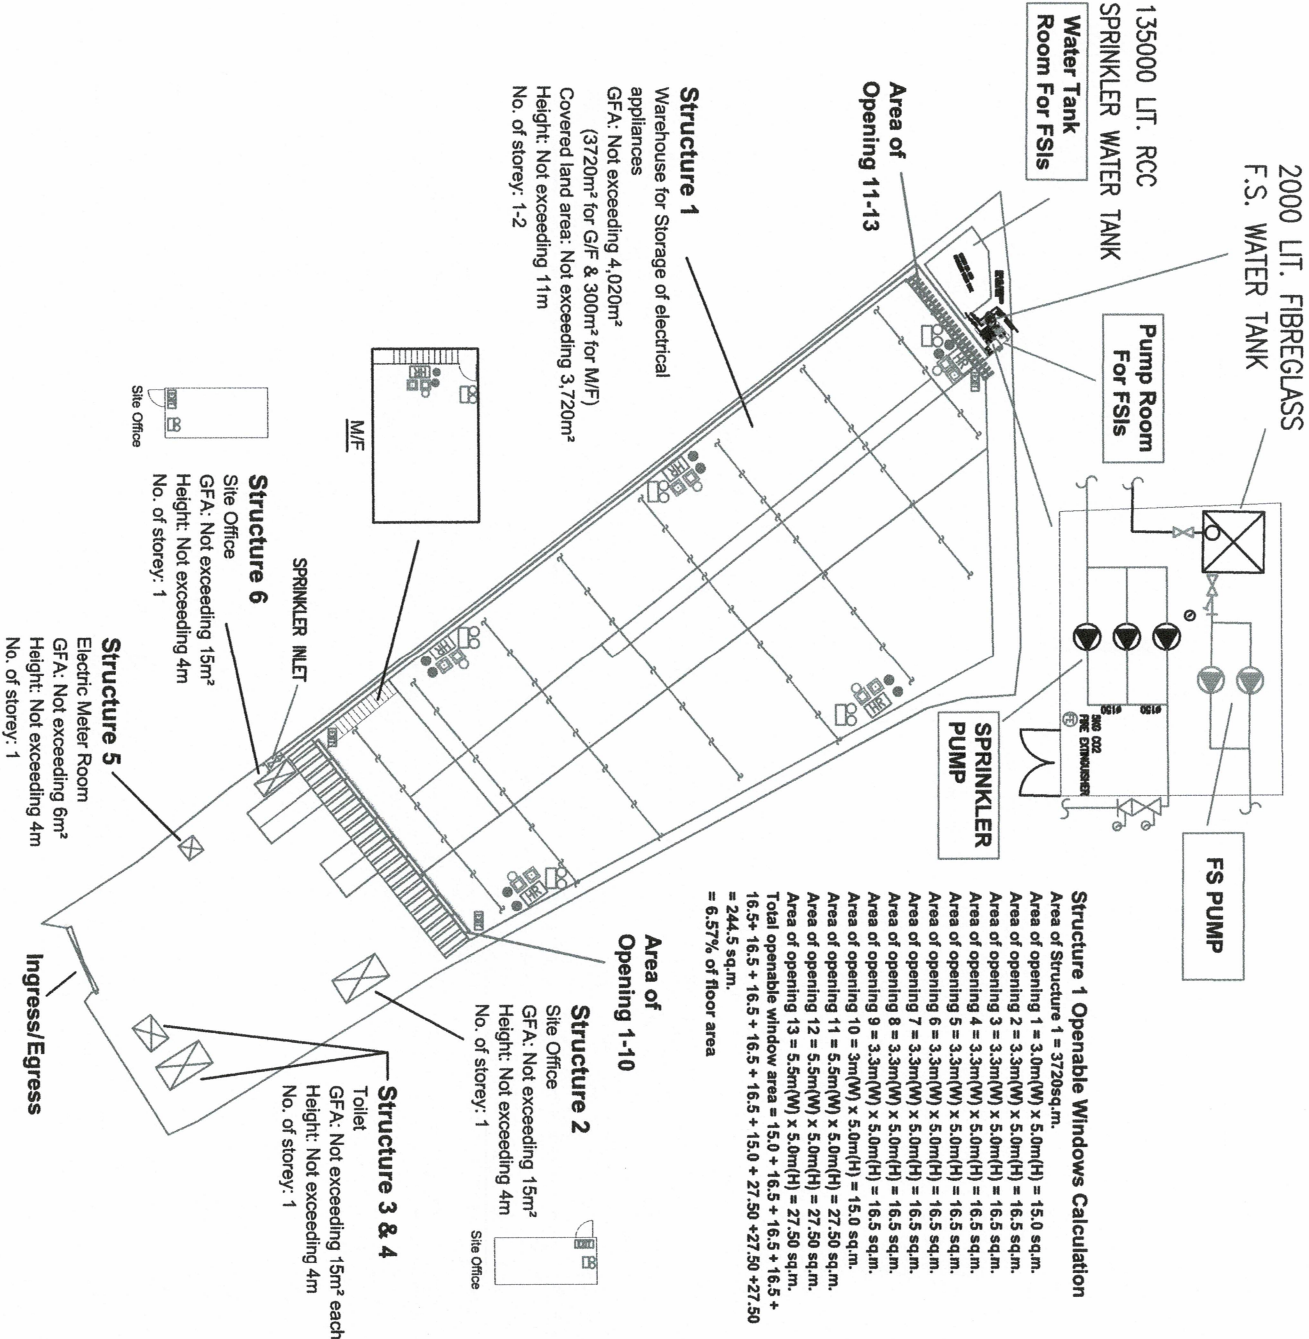 2000 LIT. FIBREGLASS
F.S. WATER TANK
135000 LIT. RCC
SPRINKLER WATER TANK
Water Tank
Room For FSIs
Pump Room
For FSIs
Area of
Opening 11-13
SPRINKLER
PUMP
FS PUMP
Ø150
Ø150
5KG CO2
FIRE EXTINGUISHER
FE
Structure 1
Warehouse for Storage of electrical
appliances
GFA: Not exceeding 4,020m²
(3720m² for G/F & 300m² for M/F)
Covered land area: Not exceeding 3,720m²
Height: Not exceeding 11m
No. of storey: 1-2
HR
HR
HR
HR
HR
HR
M/F
Structure 1 Openable Windows Calculation
Area of Structure 1 = 3720sq.m.
Area of opening 1 = 3.0m(W) x 5.0m(H) = 15.0 sq.m.
Area of opening 2 = 3.3m(W) x 5.0m(H) = 16.5 sq.m.
Area of opening 3 = 3.3m(W) x 5.0m(H) = 16.5 sq.m.
Area of opening 4 = 3.3m(W) x 5.0m(H) = 16.5 sq.m.
Area of opening 5 = 3.3m(W) x 5.0m(H) = 16.5 sq.m.
Area of opening 6 = 3.3m(W) x 5.0m(H) = 16.5 sq.m.
Area of opening 7 = 3.3m(W) x 5.0m(H) = 16.5 sq.m.
Area of opening 8 = 3.3m(W) x 5.0m(H) = 16.5 sq.m.
Area of opening 9 = 3.3m(W) x 5.0m(H) = 16.5 sq.m.
Area of opening 10 = 3m(W) x 5.0m(H) = 15.0 sq.m.
Area of opening 11 = 5.5m(W) x 5.0m(H) = 27.50 sq.m.
Area of opening 12 = 5.5m(W) x 5.0m(H) = 27.50 sq.m.
Area of opening 13 = 5.5m(W) x 5.0m(H) = 27.50 sq.m.
Total openable window area = 15.0 + 16.5 + 16.5 + 16.5 +
16.5+ 16.5 + 16.5 + 16.5 + 16.5 + 15.0 + 27.50 +27.50 +27.50
= 244.5 sq.m.
= 6.57% of floor area
Area of
Opening 1-10
Site Office
Structure 6
Site Office
GFA: Not exceeding 15m²
Height: Not exceeding 4m
No. of storey: 1
SPRINKLER INLET
Structure 5
Electric Meter Room
GFA: Not exceeding 6m²
Height: Not exceeding 4m
No. of storey: 1
Structure 2
Site Office
GFA: Not exceeding 15m²
Height: Not exceeding 4m
No. of storey: 1
Site Office
Structure 3 & 4
Toilet
GFA: Not exceeding 15m² each
Height: Not exceeding 4m
No. of storey: 1
Ingress/Egress